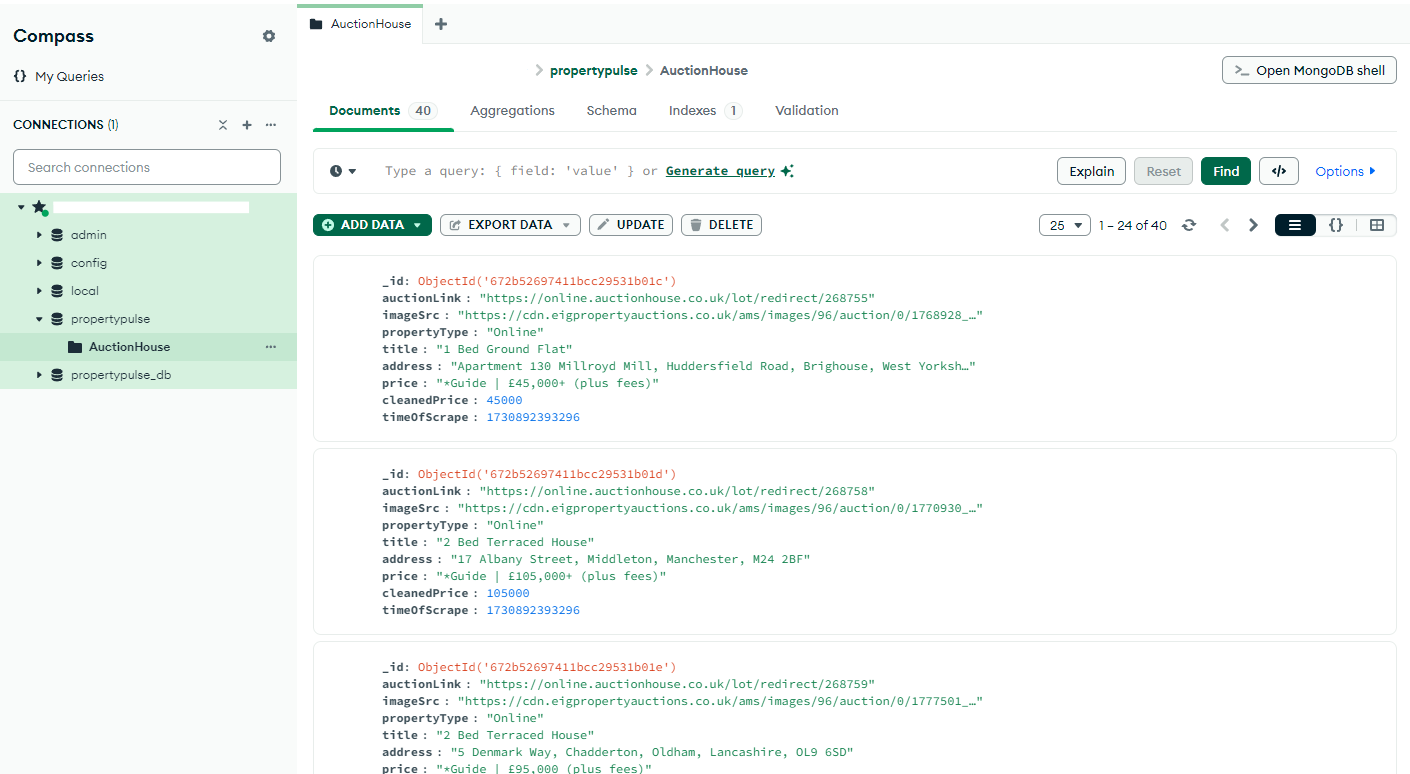 Compass
{} My Queries
CONNECTIONS (1)
Search connections
admin
config
local
propertypulse
AuctionHouse
propertypulse_db
AuctionHouse
propertypulse
AuctionHouse
>_ Open MongoDB shell
Documents 40 Aggregations Schema Indexes 1 Validation
Type a query: { field: 'value' } or Generate query
Explain Reset Find </> Options
ADD DATA EXPORT DATA UPDATE DELETE 25 1 – 24 of 40 {}
_id: ObjectId('672b52697411bcc29531b01c')
auctionLink : "https://online.auctionhouse.co.uk/lot/redirect/268755"
imageSrc : "https://cdn.eigpropertyauctions.co.uk/ams/images/96/auction/0/1768928_…"
propertyType : "Online"
title : "1 Bed Ground Flat"
address : "Apartment 130 Millroyd Mill, Huddersfield Road, Brighouse, West Yorksh…"
price : "*Guide | £45,000+ (plus fees)"
cleanedPrice : 45000
timeOfScrape : 1730892393296
_id: ObjectId('672b52697411bcc29531b01d')
auctionLink : "https://online.auctionhouse.co.uk/lot/redirect/268758"
imageSrc : "https://cdn.eigpropertyauctions.co.uk/ams/images/96/auction/0/1770930_…"
propertyType : "Online"
title : "2 Bed Terraced House"
address : "17 Albany Street, Middleton, Manchester, M24 2BF"
price : "*Guide | £105,000+ (plus fees)"
cleanedPrice : 105000
timeOfScrape : 1730892393296
_id: ObjectId('672b52697411bcc29531b01e')
auctionLink : "https://online.auctionhouse.co.uk/lot/redirect/268759"
imageSrc : "https://cdn.eigpropertyauctions.co.uk/ams/images/96/auction/0/1777501_…"
propertyType : "Online"
title : "2 Bed Terraced House"
address : "5 Denmark Way, Chadderton, Oldham, Lancashire, OL9 6SD"
price : "*Guide | £95,000 (plus fees)"